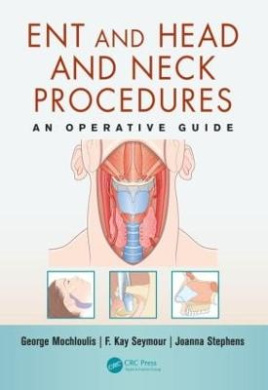 ENT AND HEAD
AND NECK
PROCEDURES
AN OPERATIVE GUIDE
George Mochloulis | F. Kay Seymour | Joanna Stephens
CRC Press